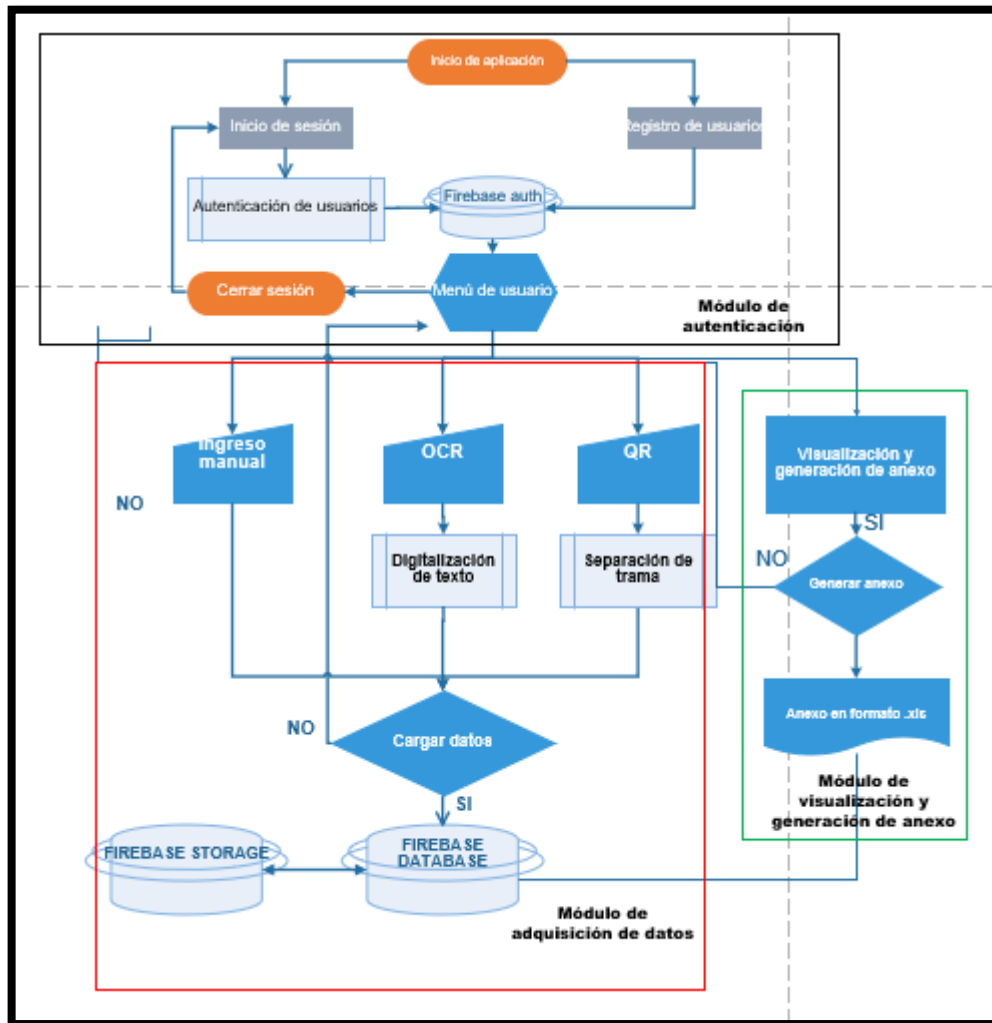 Inicio de aplicación
Inicio de sesión
Registro de usuarios
Autenticación de usuarios
Firebase auth
Cerrar sesión
Menú de usuario
Módulo de
autenticación
Ingreso
manual
OCR
QR
Visualización y
generación de anexo
NO
SI
Digitalización
de texto
Separación de
trama
NO
Generar anexo
Anexo en formato .xls
NO
Cargar datos
SI
Módulo de
visualización y
generación de anexo
FIREBASE STORAGE
FIREBASE
DATABASE
Módulo de
adquisición de datos